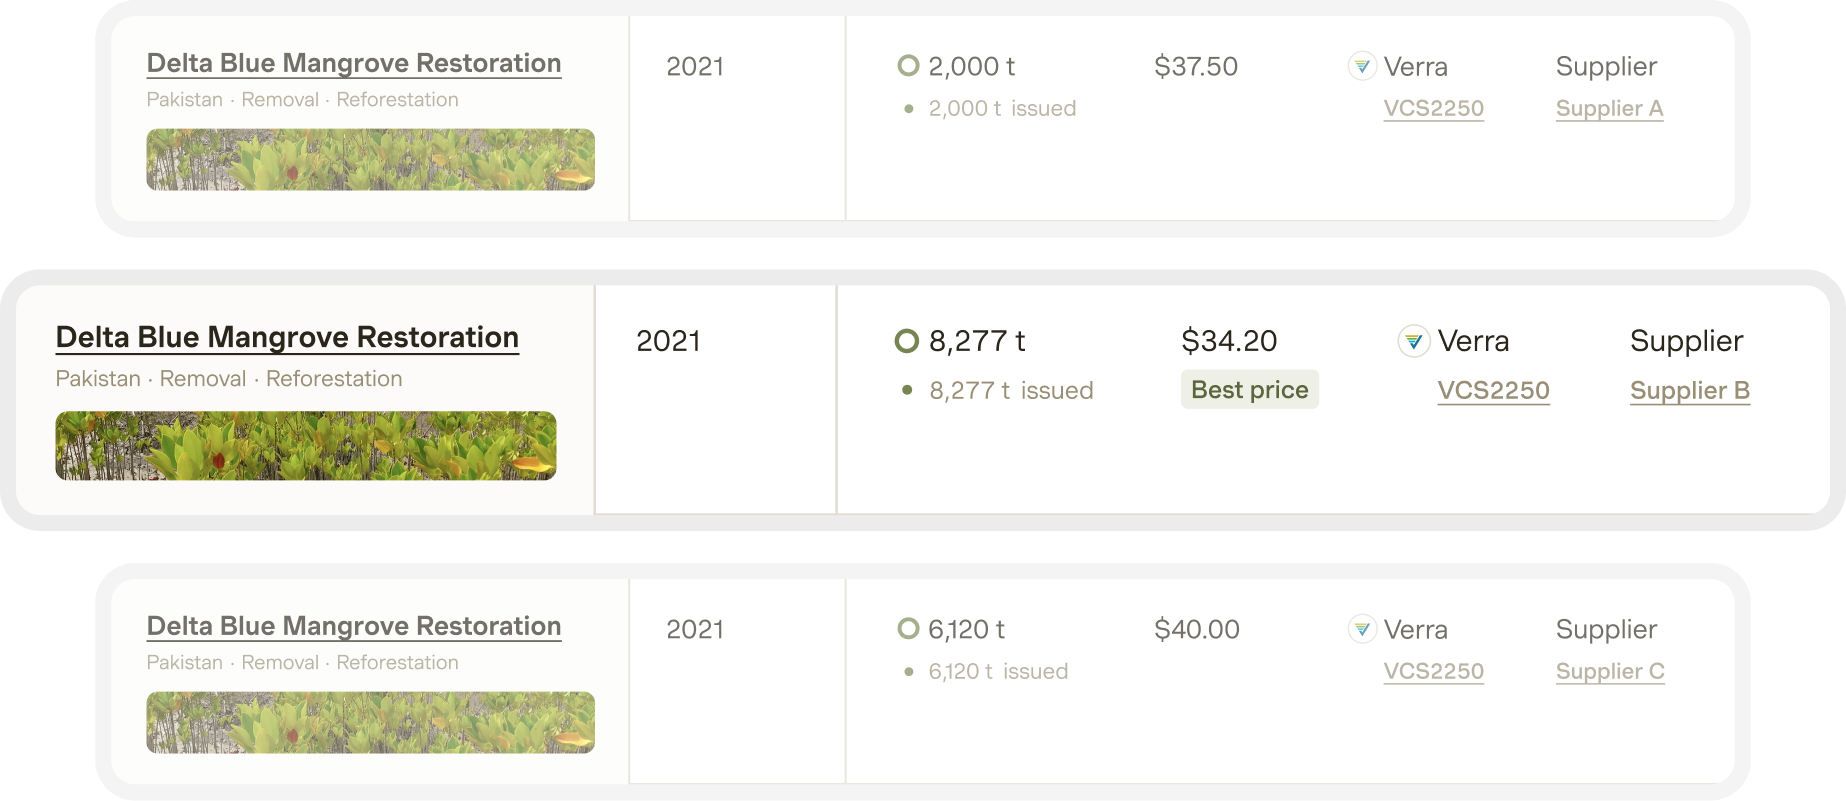 Delta Blue Mangrove Restoration
Pakistan · Removal · Reforestation
2021
2,000 t
2,000 t issued
$37.50
Verra
VCS2250
Supplier
Supplier A
Delta Blue Mangrove Restoration
Pakistan · Removal · Reforestation
2021
8,277 t
8,277 t issued
$34.20
Best price
Verra
VCS2250
Supplier
Supplier B
Delta Blue Mangrove Restoration
Pakistan · Removal · Reforestation
2021
6,120 t
6,120 t issued
$40.00
Verra
VCS2250
Supplier
Supplier C